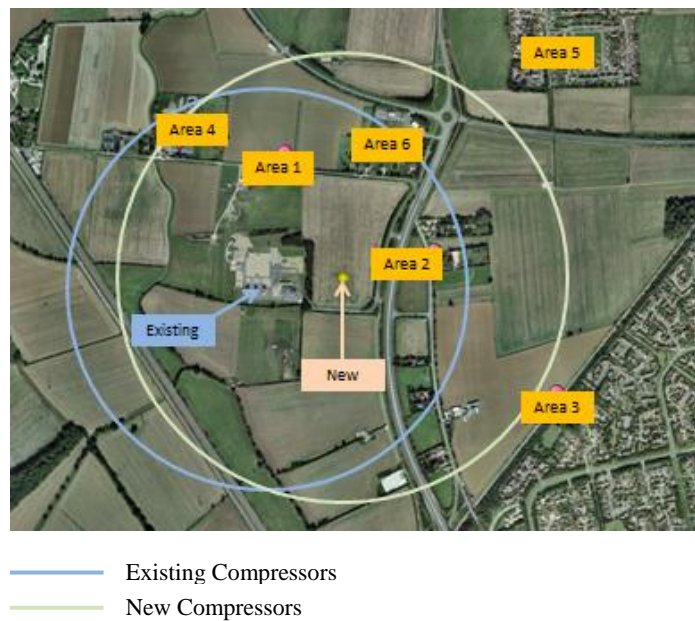 Area 5
Area 4
Area 6
Area 1
Area 2
Existing
New
Area 3
Existing Compressors
New Compressors